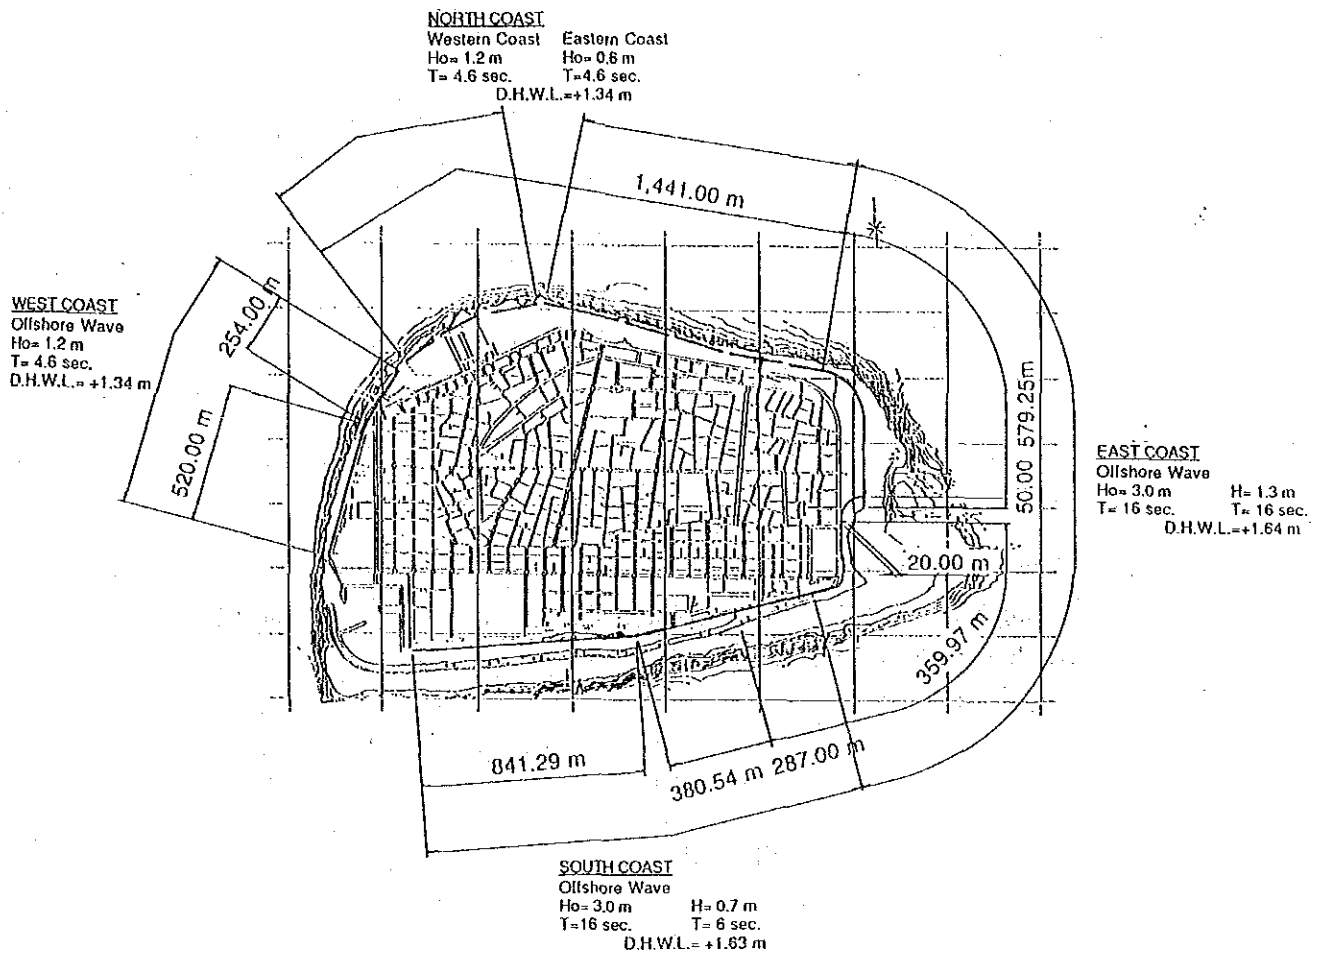 NORTH COAST
Western Coast Eastern Coast
Ho= 1.2 m Ho= 0.6 m
T= 4.6 sec. T=4.6 sec.
D.H.W.L.=+1.34 m
1,441.00 m
WEST COAST
Offshore Wave
Ho= 1.2 m
T= 4.6 sec.
D.H.W.L.= +1.34 m
254.00 m
520.00 m
50.00 579.25m
EAST COAST
Offshore Wave
Ho= 3.0 m H= 1.3 m
T= 16 sec. T= 16 sec.
D.H.W.L.=+1.64 m
20.00 m
359.97 m
841.29 m
380.54 m 287.00 m
SOUTH COAST
Offshore Wave
Ho= 3.0 m H= 0.7 m
T=16 sec. T= 6 sec.
D.H.W.L.= +1.63 m